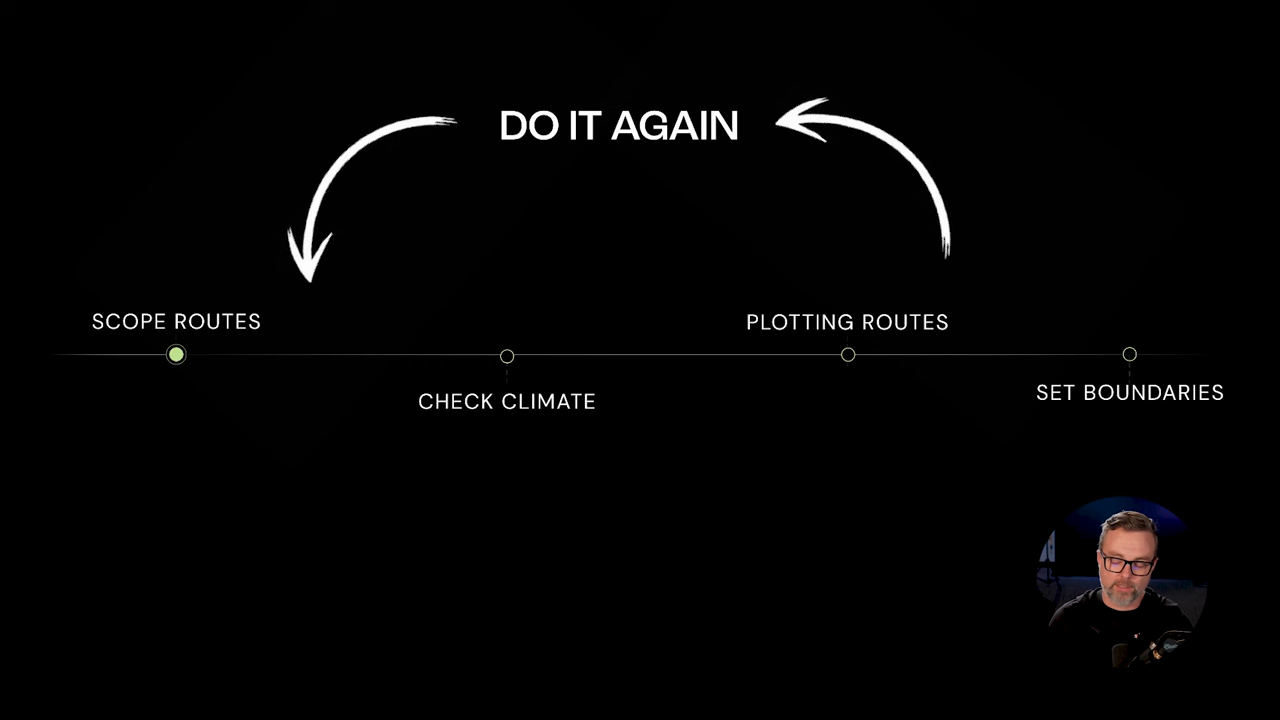 DO IT AGAIN
SCOPE ROUTES
PLOTTING ROUTES
SET BOUNDARIES
CHECK CLIMATE